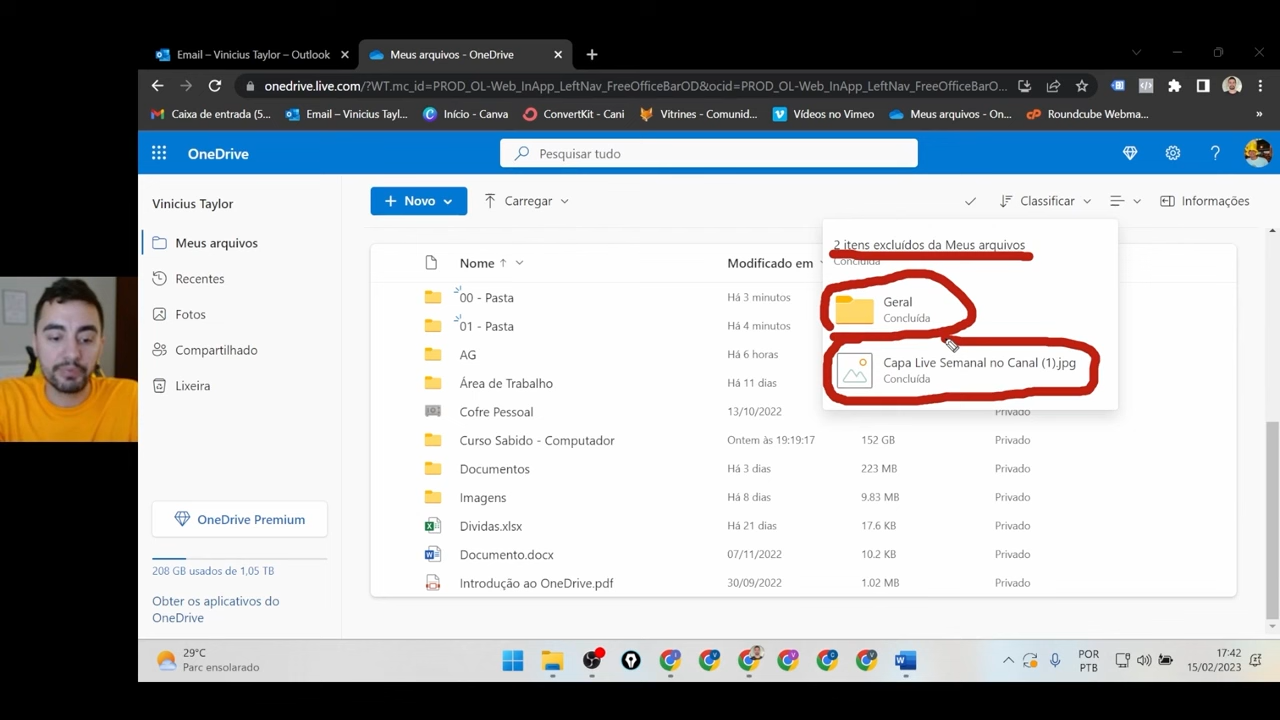 Email – Vinicius Taylor – Outlook
Meus arquivos - OneDrive
onedrive.live.com/?WT.mc_id=PROD_OL-Web_InApp_LeftNav_FreeOfficeBarOD&ocid=PROD_OL-Web_InApp_LeftNav_FreeOfficeBarO...
Caixa de entrada (5...
Email – Vinicius Tayl...
Início - Canva
ConvertKit - Cani
Vitrines - Comunid...
Vídeos no Vimeo
Meus arquivos - On...
Roundcube Webma...
OneDrive
Pesquisar tudo
Vinicius Taylor
Novo
Carregar
Classificar
Informações
Meus arquivos
Recentes
Fotos
Compartilhado
Lixeira
OneDrive Premium
208 GB usados de 1,05 TB
Obter os aplicativos do
OneDrive
Nome
Modificado em
00 - Pasta Há 3 minutos
01 - Pasta Há 4 minutos
AG Há 6 horas
Área de Trabalho Há 11 dias
Cofre Pessoal 13/10/2022 Privado
Curso Sabido - Computador Ontem às 19:19:17 152 GB Privado
Documentos Há 3 dias 223 MB Privado
Imagens Há 8 dias 9.83 MB Privado
Dividas.xlsx Há 21 dias 17.6 KB Privado
Documento.docx 07/11/2022 10.2 KB Privado
Introdução ao OneDrive.pdf 30/09/2022 1.02 MB Privado
2 itens excluídos da Meus arquivos
Concluída
Geral
Concluída
Capa Live Semanal no Canal (1).jpg
Concluída
29°C
Parc ensolarado
POR
PTB
17:42
15/02/2023